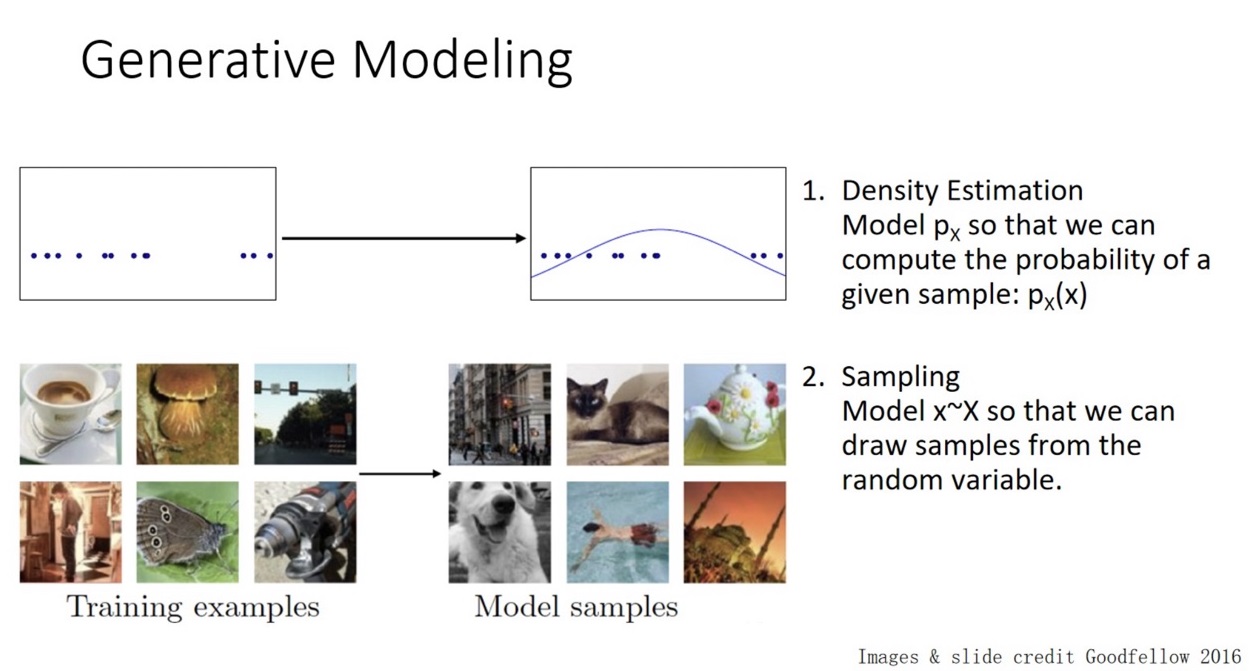 Generative Modeling
1. Density Estimation
Model pₓ so that we can
compute the probability of a
given sample: pₓ(x)
2. Sampling
Model x~X so that we can
draw samples from the
random variable.
Training examples
Model samples
Images & slide credit Goodfellow 2016